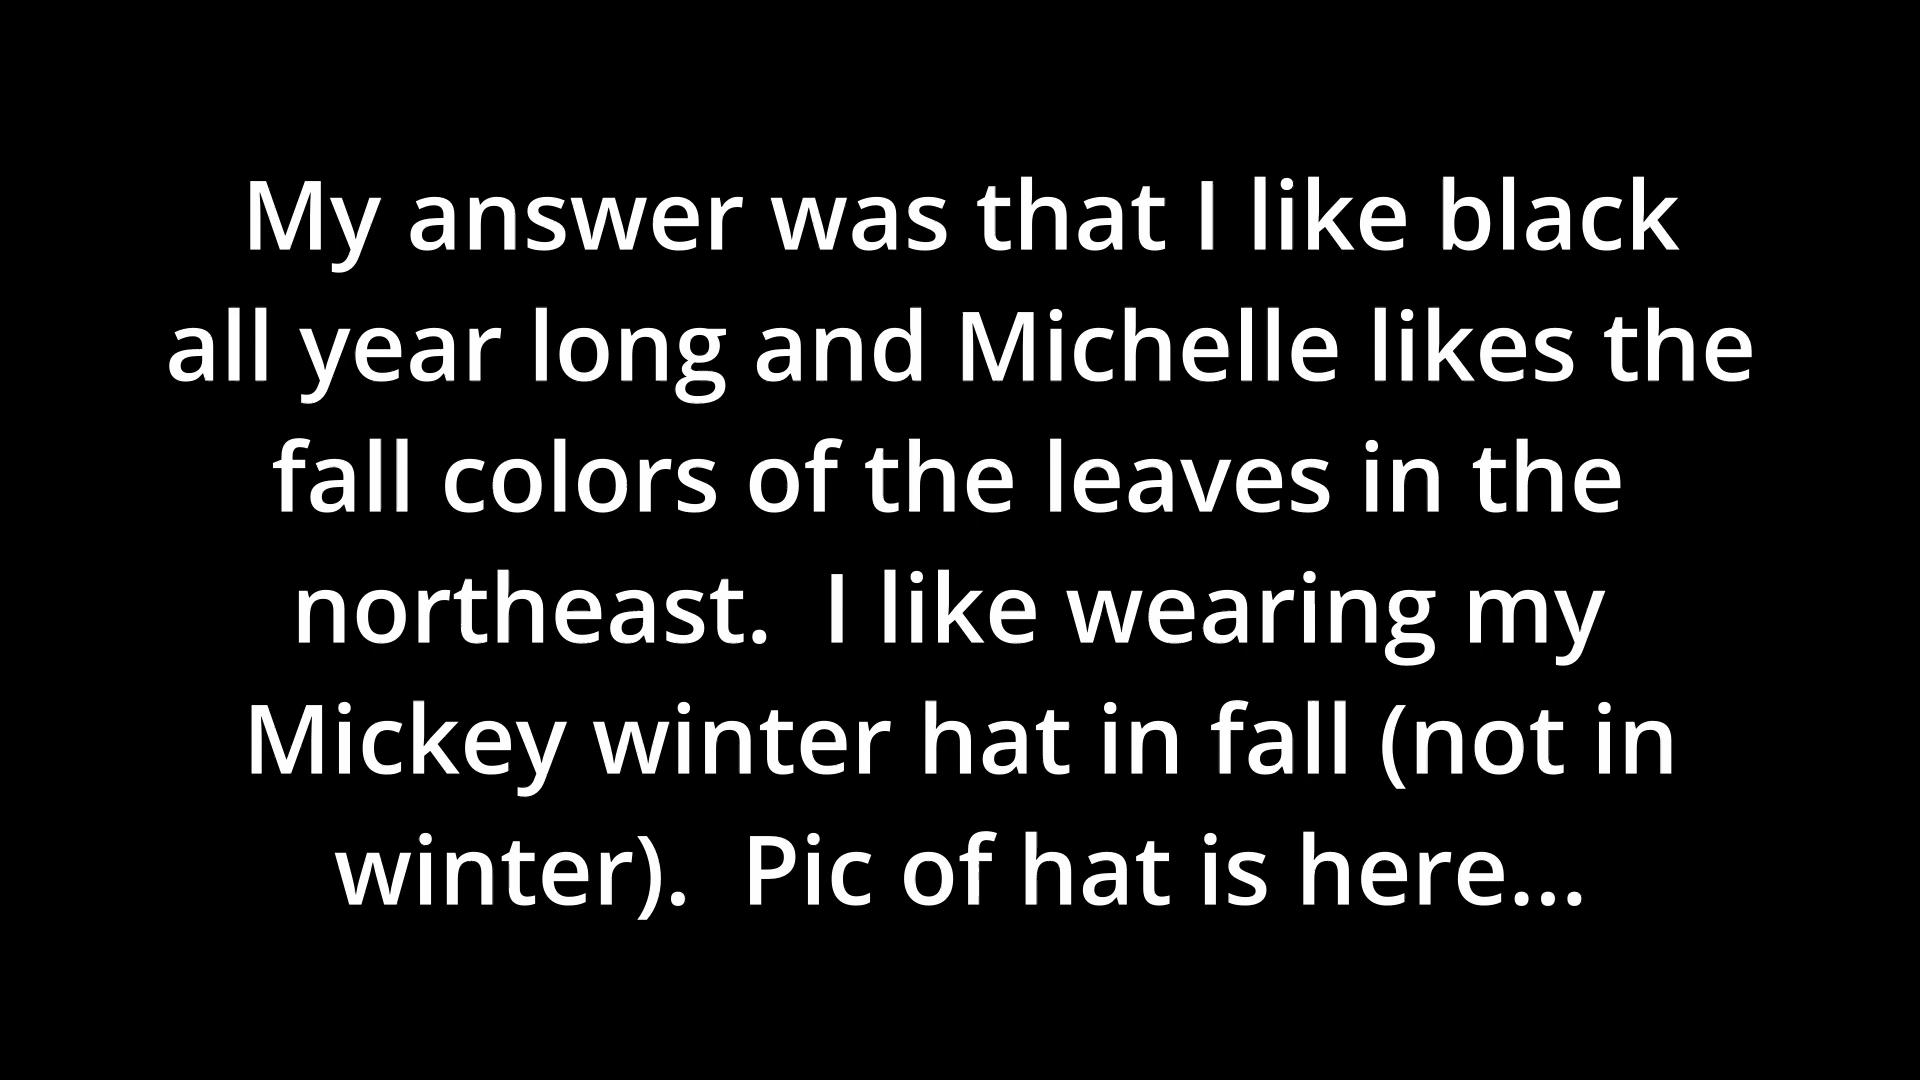 My answer was that I like black
all year long and Michelle likes the
fall colors of the leaves in the
northeast.  I like wearing my
Mickey winter hat in fall (not in
winter).  Pic of hat is here...